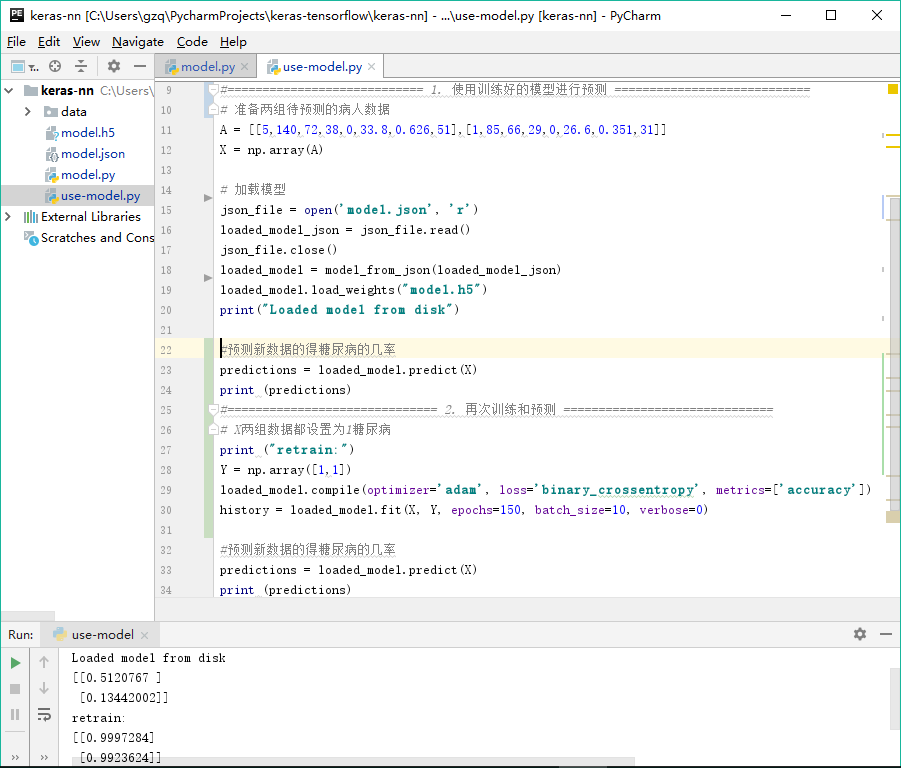 keras-nn [C:\Users\gzq\PycharmProjects\keras-tensorflow\keras-nn] - ...\use-model.py [keras-nn] - PyCharm
File Edit View Navigate Code Help
model.py use-model.py
keras-nn C:\Users\
data
model.h5
model.json
model.py
use-model.py
External Libraries
Scratches and Cons
9 #============================ 1. 使用训练好的模型进行预测 ============================
10 # 准备两组待预测的病人数据
11 A = [[5,140,72,38,0,33.8,0.626,51],[1,85,66,29,0,26.6,0.351,31]]
12 X = np.array(A)
13
14 # 加载模型
15 json_file = open('model.json', 'r')
16 loaded_model_json = json_file.read()
17 json_file.close()
18 loaded_model = model_from_json(loaded_model_json)
19 loaded_model.load_weights("model.h5")
20 print("Loaded model from disk")
21
22 #预测新数据的得糖尿病的几率
23 predictions = loaded_model.predict(X)
24 print (predictions)
25 #============================== 2. 再次训练和预测 ==============================
26 # X两组数据都设置为1糖尿病
27 print ("retrain:")
28 Y = np.array([1,1])
29 loaded_model.compile(optimizer='adam', loss='binary_crossentropy', metrics=['accuracy'])
30 history = loaded_model.fit(X, Y, epochs=150, batch_size=10, verbose=0)
31
32 #预测新数据的得糖尿病的几率
33 predictions = loaded_model.predict(X)
34 print (predictions)
Run: use-model
Loaded model from disk
[[0.5120767 ]
[0.13442002]]
retrain:
[[0.9997284]
[0.9923624]]